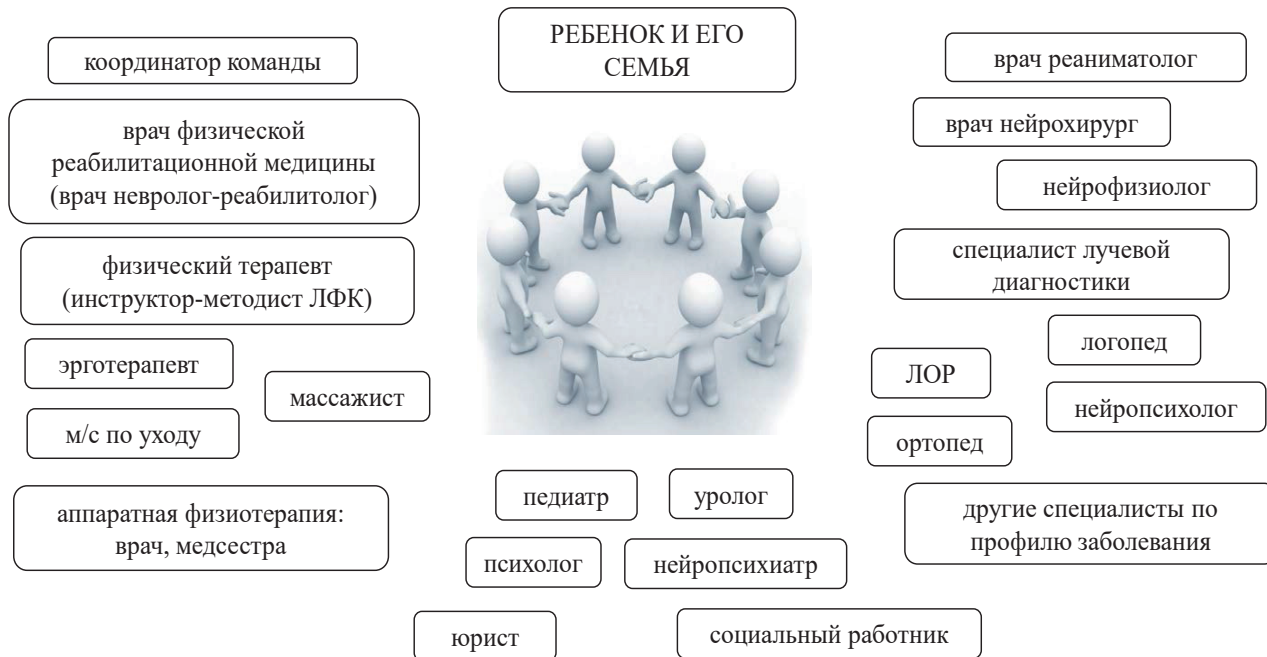 РЕБЕНОК И ЕГО
СЕМЬЯ
координатор команды
врач физической
реабилитационной медицины
(врач невролог-реабилитолог)
физический терапевт
(инструктор-методист ЛФК)
эрготерапевт
массажист
м/с по уходу
аппаратная физиотерапия:
врач, медсестра
педиатр
уролог
психолог
нейропсихиатр
юрист
социальный работник
врач реаниматолог
врач нейрохирург
нейрофизиолог
специалист лучевой
диагностики
логопед
ЛОР
нейропсихолог
ортопед
другие специалисты по
профилю заболевания